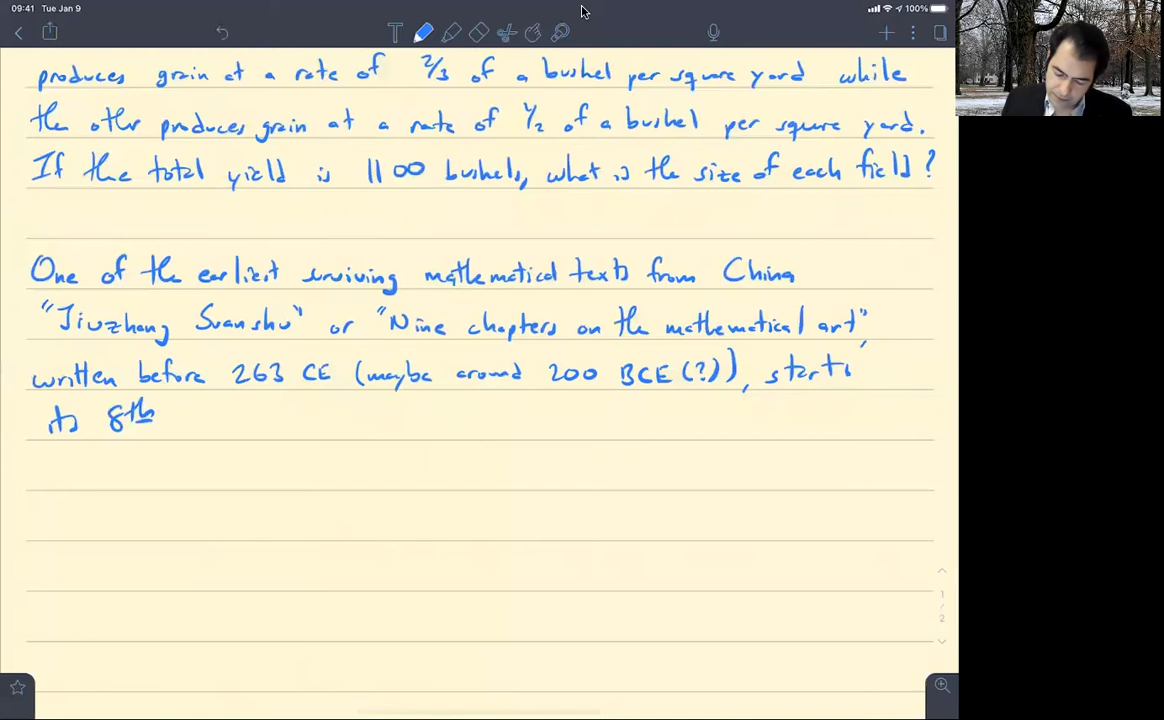 09:41 Tue Jan 9 100%
T
produces grain at a rate of 2/3 of a bushel per square yard while
the other produces grain at a rate of 1/2 of a bushel per square yard.
If the total yield is 1100 bushels, what is the size of each field?
One of the earliest surviving mathematical texts from China
"Jiuzhang Suanshu" or "Nine chapters on the mathematical art",
written before 263 CE (maybe around 200 BCE (?)), starts
its 8th
1
/
2